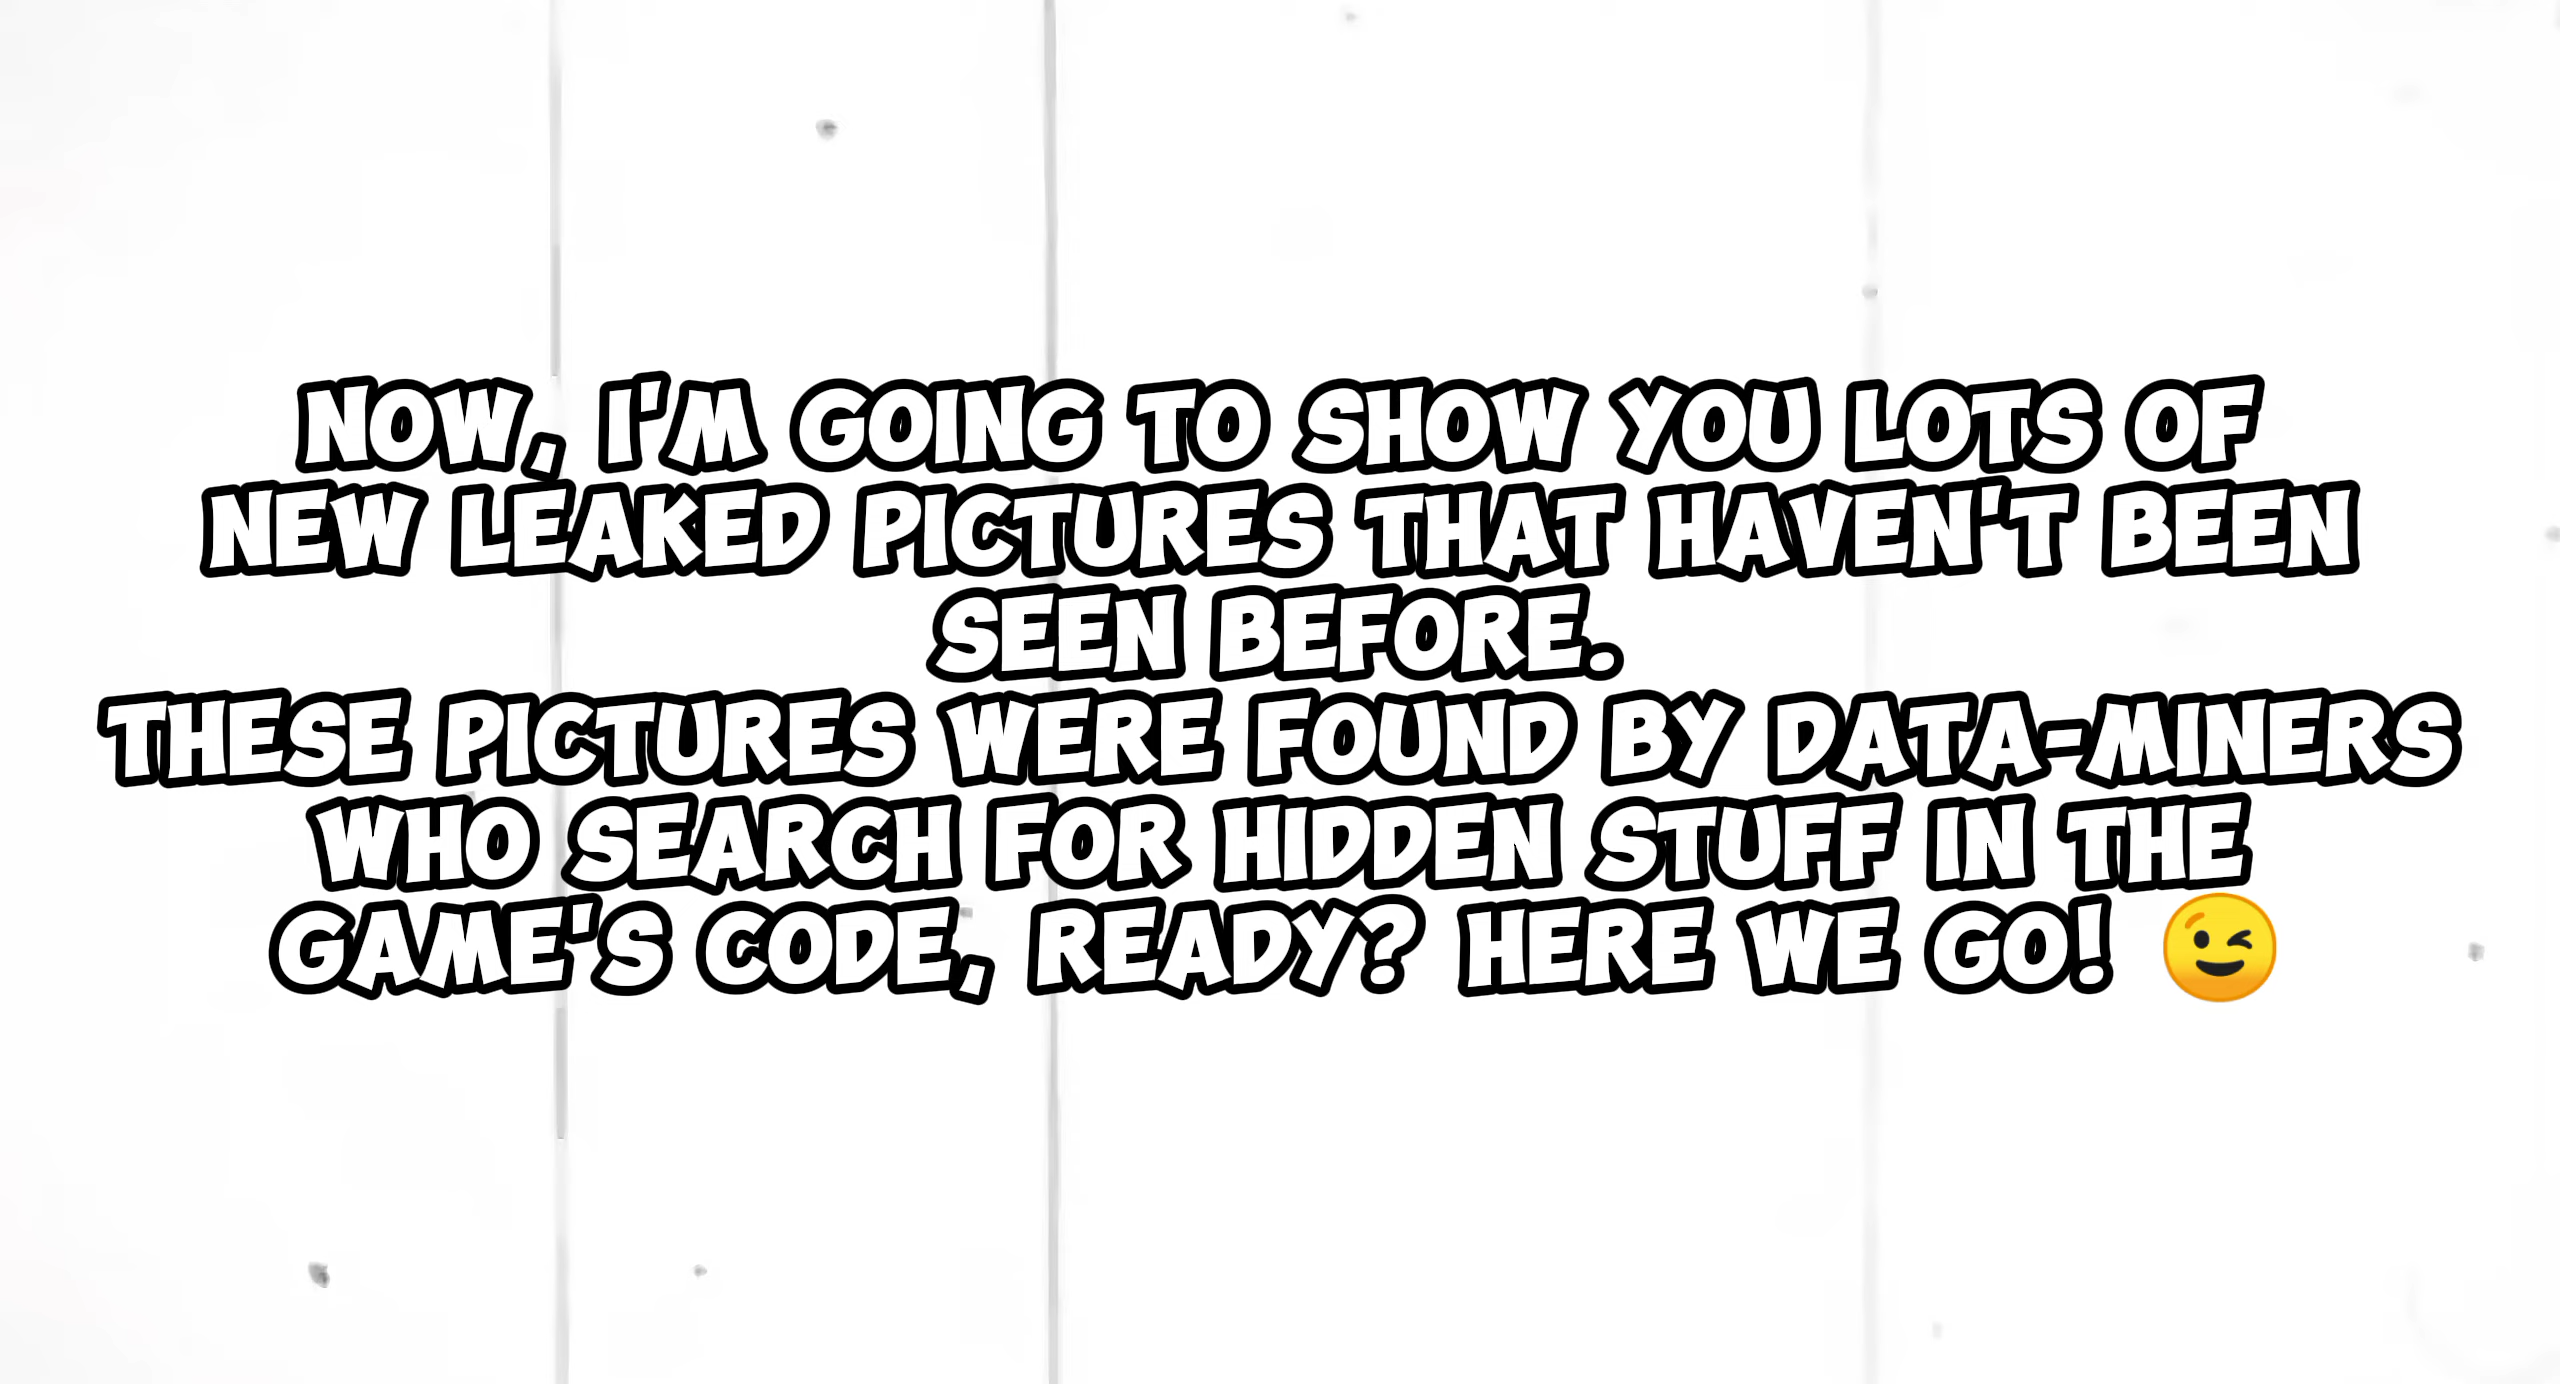 NOW, I'M GOING TO SHOW YOU LOTS OF
NEW LEAKED PICTURES THAT HAVEN'T BEEN
SEEN BEFORE.
THESE PICTURES WERE FOUND BY DATA-MINERS
WHO SEARCH FOR HIDDEN STUFF IN THE
GAME'S CODE, READY? HERE WE GO! 😉